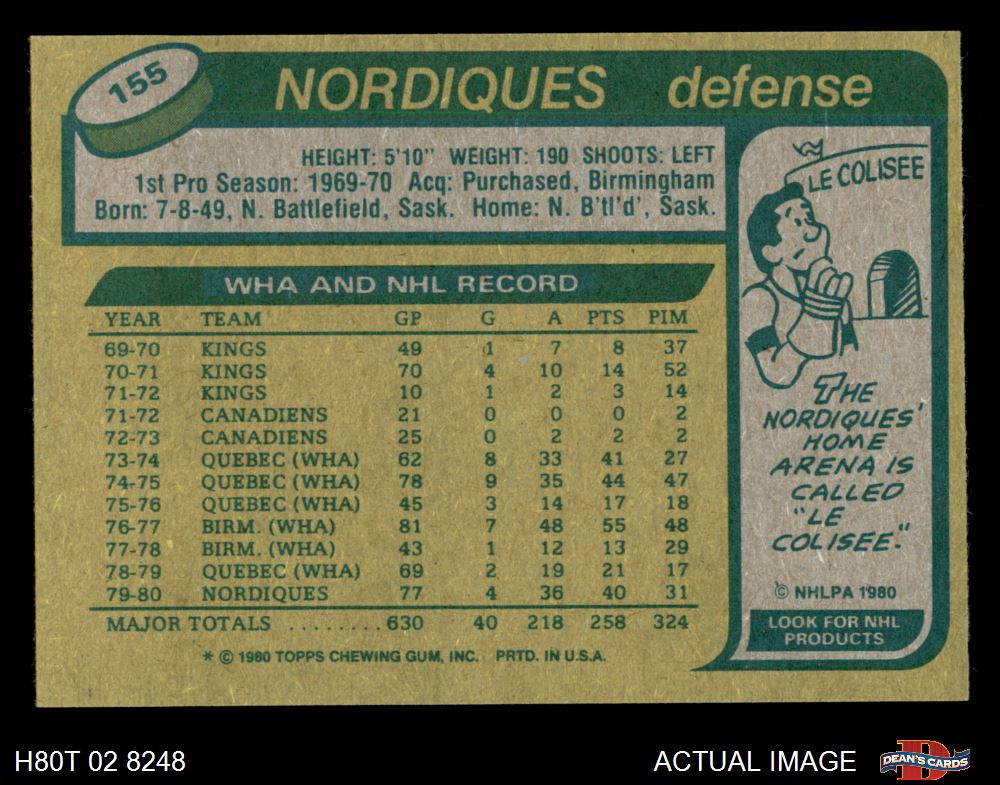 155
NORDIQUES defense
HEIGHT: 5'10" WEIGHT: 190 SHOOTS: LEFT
1st Pro Season: 1969-70 Acq: Purchased, Birmingham
Born: 7-8-49, N. Battlefield, Sask. Home: N. B'tl'd', Sask.
WHA AND NHL RECORD
YEAR TEAM GP G A PTS PIM
69-70 KINGS 49 1 7 8 37
70-71 KINGS 70 4 10 14 52
71-72 KINGS 10 1 2 3 14
71-72 CANADIENS 21 0 0 0 2
72-73 CANADIENS 25 0 2 2 2
73-74 QUEBEC (WHA) 62 8 33 41 27
74-75 QUEBEC (WHA) 78 9 35 44 47
75-76 QUEBEC (WHA) 45 3 14 17 18
76-77 BIRM. (WHA) 81 7 48 55 48
77-78 BIRM. (WHA) 43 1 12 13 29
78-79 QUEBEC (WHA) 69 2 19 21 17
79-80 NORDIQUES 77 4 36 40 31
MAJOR TOTALS ........ 630 40 218 258 324
* © 1980 TOPPS CHEWING GUM, INC. PRTD. IN U.S.A.
LE COLISEE
THE
NORDIQUES'
HOME
ARENA IS
CALLED
"LE
COLISEE."
© NHLPA 1980
LOOK FOR NHL
PRODUCTS
H80T 02 8248
ACTUAL IMAGE
D
DEAN'S CARDS